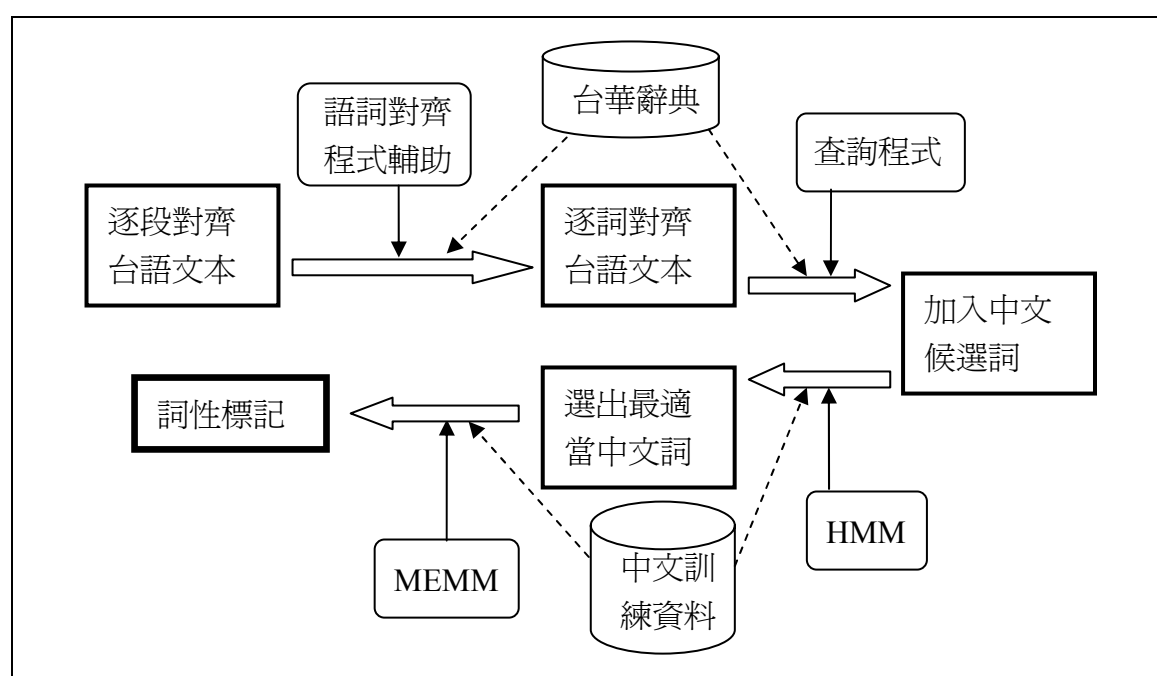 台華辭典
語詞對齊
程式輔助
查詢程式
逐段對齊
台語文本
逐詞對齊
台語文本
加入中文
候選詞
選出最適
當中文詞
詞性標記
HMM
MEMM
中文訓
練資料